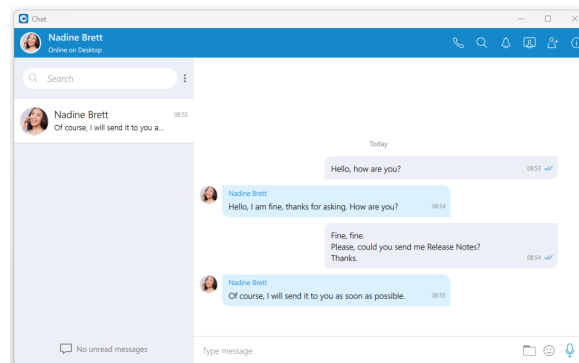 Chat
Nadine Brett
Online on Desktop
Search
Nadine Brett
08:55
Of course, I will send it to you a...
No unread messages
Today
Hello, how are you?
08:53
Nadine Brett
Hello, I am fine, thanks for asking. How are you?
08:54
Fine, fine.
Please, could you send me Release Notes?
Thanks.
08:54
Nadine Brett
Of course, I will send it to you as soon as possible.
08:55
Type message